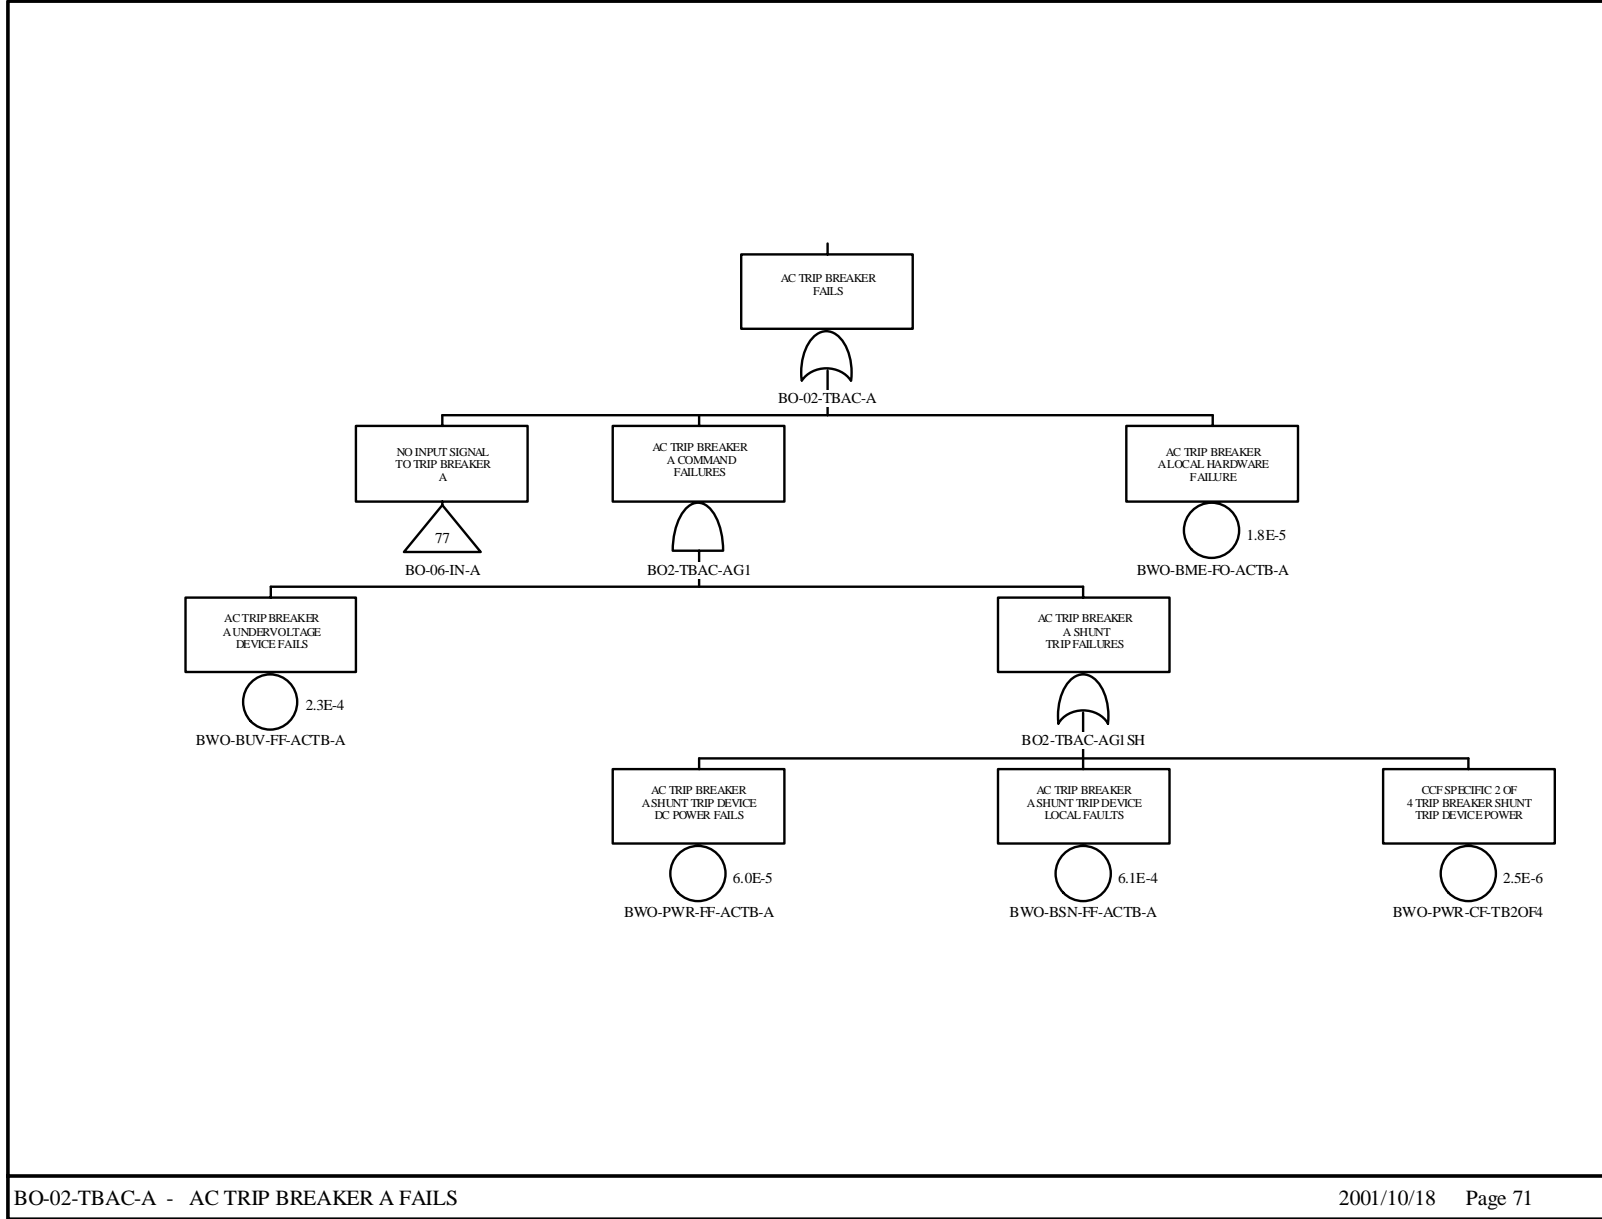 AC TRIP BREAKER
FAILS
BO-02-TBAC-A
NO INPUT SIGNAL
TO TRIP BREAKER
A
77
BO-06-IN-A
AC TRIP BREAKER
A COMMAND
FAILURES
BO2-TBAC-AG1
AC TRIP BREAKER
A LOCAL HARDWARE
FAILURE
1.8E-5
BWO-BME-FO-ACTB-A
AC TRIP BREAKER
A UNDERVOLTAGE
DEVICE FAILS
2.3E-4
BWO-BUV-FF-ACTB-A
AC TRIP BREAKER
A SHUNT
TRIP FAILURES
BO2-TBAC-AG1SH
AC TRIP BREAKER
A SHUNT TRIP DEVICE
DC POWER FAILS
6.0E-5
BWO-PWR-FF-ACTB-A
AC TRIP BREAKER
A SHUNT TRIP DEVICE
LOCAL FAULTS
6.1E-4
BWO-BSN-FF-ACTB-A
CCF SPECIFIC 2 OF
4 TRIP BREAKER SHUNT
TRIP DEVICE POWER
2.5E-6
BWO-PWR-CF-TB2OF4
BO-02-TBAC-A - AC TRIP BREAKER A FAILS
2001/10/18 Page 71